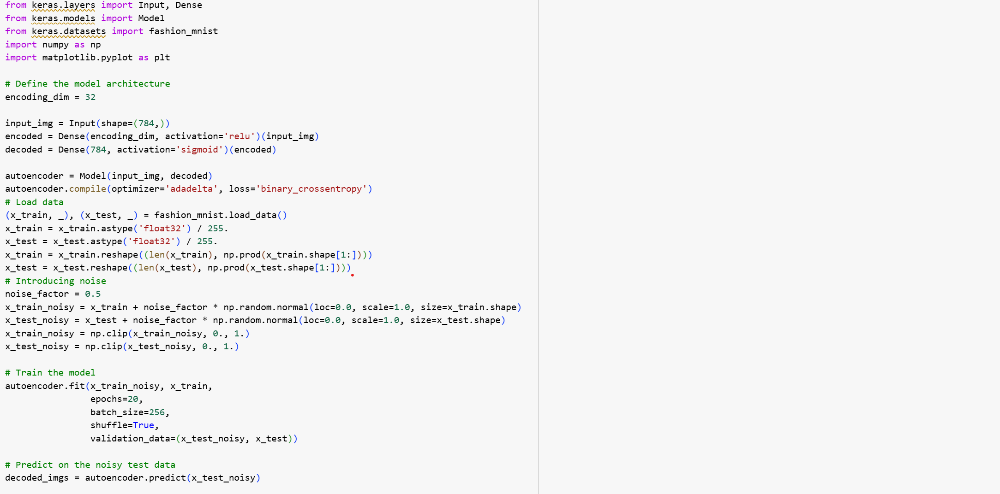 from keras.layers import Input, Dense
from keras.models import Model
from keras.datasets import fashion_mnist
import numpy as np
import matplotlib.pyplot as plt

# Define the model architecture
encoding_dim = 32

input_img = Input(shape=(784,))
encoded = Dense(encoding_dim, activation='relu')(input_img)
decoded = Dense(784, activation='sigmoid')(encoded)

autoencoder = Model(input_img, decoded)
autoencoder.compile(optimizer='adadelta', loss='binary_crossentropy')
# Load data
(x_train, _), (x_test, _) = fashion_mnist.load_data()
x_train = x_train.astype('float32') / 255.
x_test = x_test.astype('float32') / 255.
x_train = x_train.reshape((len(x_train), np.prod(x_train.shape[1:])))
x_test = x_test.reshape((len(x_test), np.prod(x_test.shape[1:])))
# Introducing noise
noise_factor = 0.5
x_train_noisy = x_train + noise_factor * np.random.normal(loc=0.0, scale=1.0, size=x_train.shape)
x_test_noisy = x_test + noise_factor * np.random.normal(loc=0.0, scale=1.0, size=x_test.shape)
x_train_noisy = np.clip(x_train_noisy, 0., 1.)
x_test_noisy = np.clip(x_test_noisy, 0., 1.)

# Train the model
autoencoder.fit(x_train_noisy, x_train,
                epochs=20,
                batch_size=256,
                shuffle=True,
                validation_data=(x_test_noisy, x_test))

# Predict on the noisy test data
decoded_imgs = autoencoder.predict(x_test_noisy)